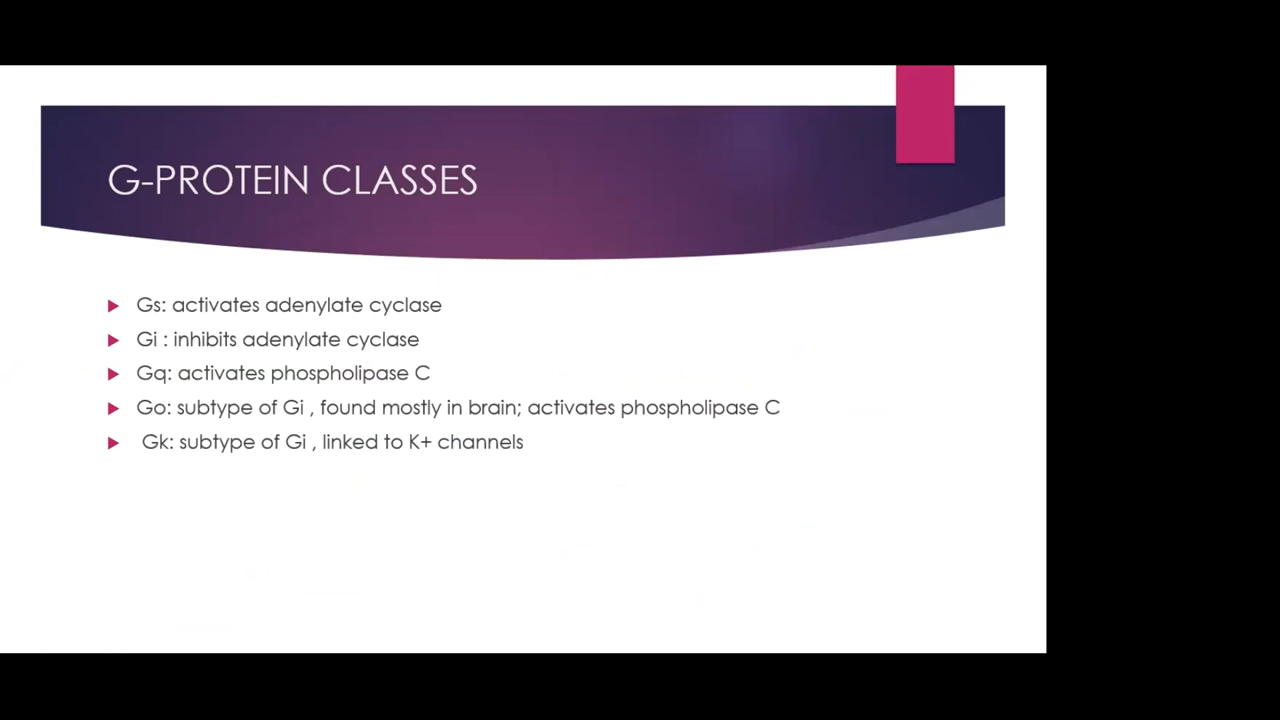 G-PROTEIN CLASSES
Gs: activates adenylate cyclase
Gi : inhibits adenylate cyclase
Gq: activates phospholipase C
Go: subtype of Gi , found mostly in brain; activates phospholipase C
Gk: subtype of Gi , linked to K+ channels